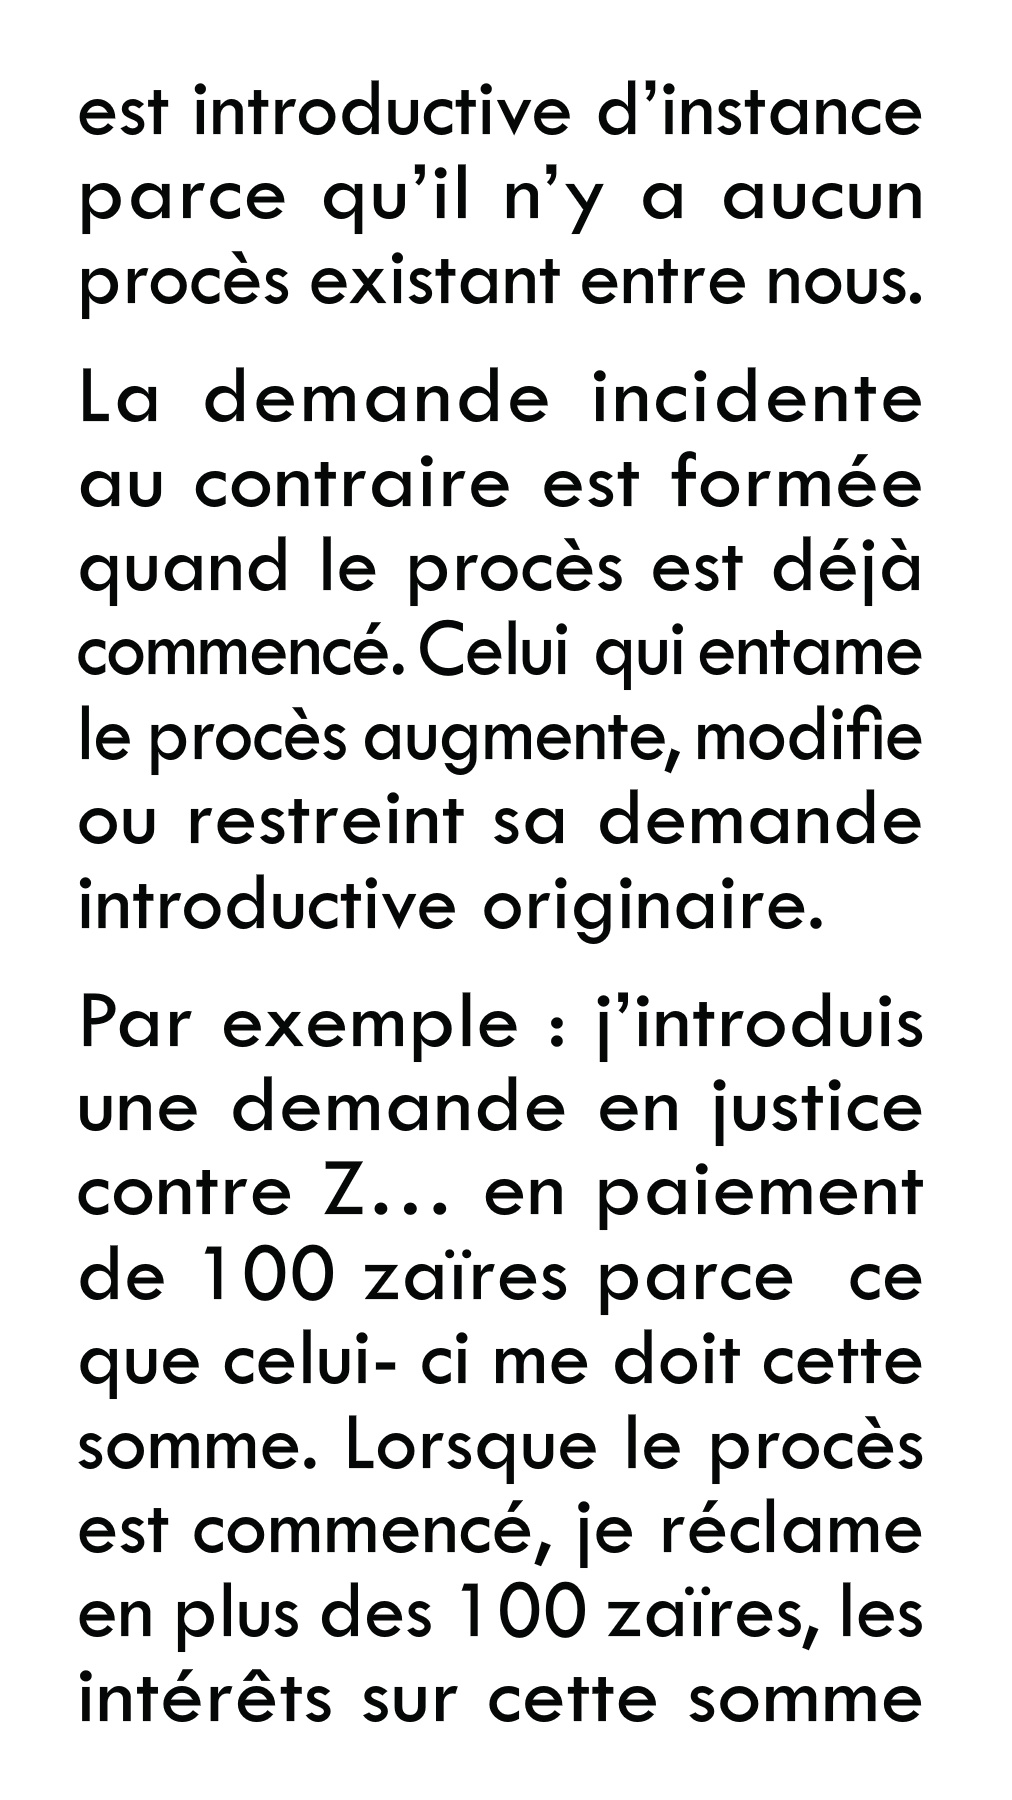 est introductive d’instance
parce qu’il n’y a aucun
procès existant entre nous.
La demande incidente
au contraire est formée
quand le procès est déjà
commencé. Celui qui entame
le procès augmente, modifie
ou restreint sa demande
introductive originaire.
Par exemple : j’introduis
une demande en justice
contre Z… en paiement
de 100 zaïres parce ce
que celui- ci me doit cette
somme. Lorsque le procès
est commencé, je réclame
en plus des 100 zaïres, les
intérêts sur cette somme